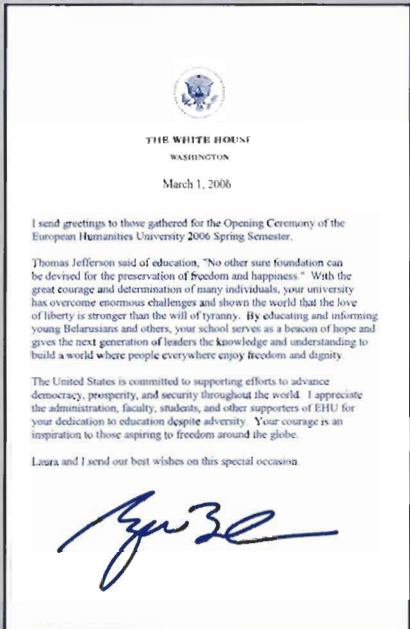 THE WHITE HOUSE
WASHINGTON
March 1, 2006
I send greetings to those gathered for the Opening Ceremony of the
European Humanities University 2006 Spring Semester.
Thomas Jefferson said of education, "No other sure foundation can
be devised for the preservation of freedom and happiness." With the
great courage and determination of many individuals, your university
has overcome enormous challenges and shown the world that the love
of liberty is stronger than the will of tyranny. By educating and informing
young Belarusians and others, your school serves as a beacon of hope and
gives the next generation of leaders the knowledge and understanding to
build a world where people everywhere enjoy freedom and dignity.
The United States is committed to supporting efforts to advance
democracy, prosperity, and security throughout the world. I appreciate
the administration, faculty, students, and other supporters of EHU for
your dedication to education despite adversity. Your courage is an
inspiration to those aspiring to freedom around the globe.
Laura and I send our best wishes on this special occasion.